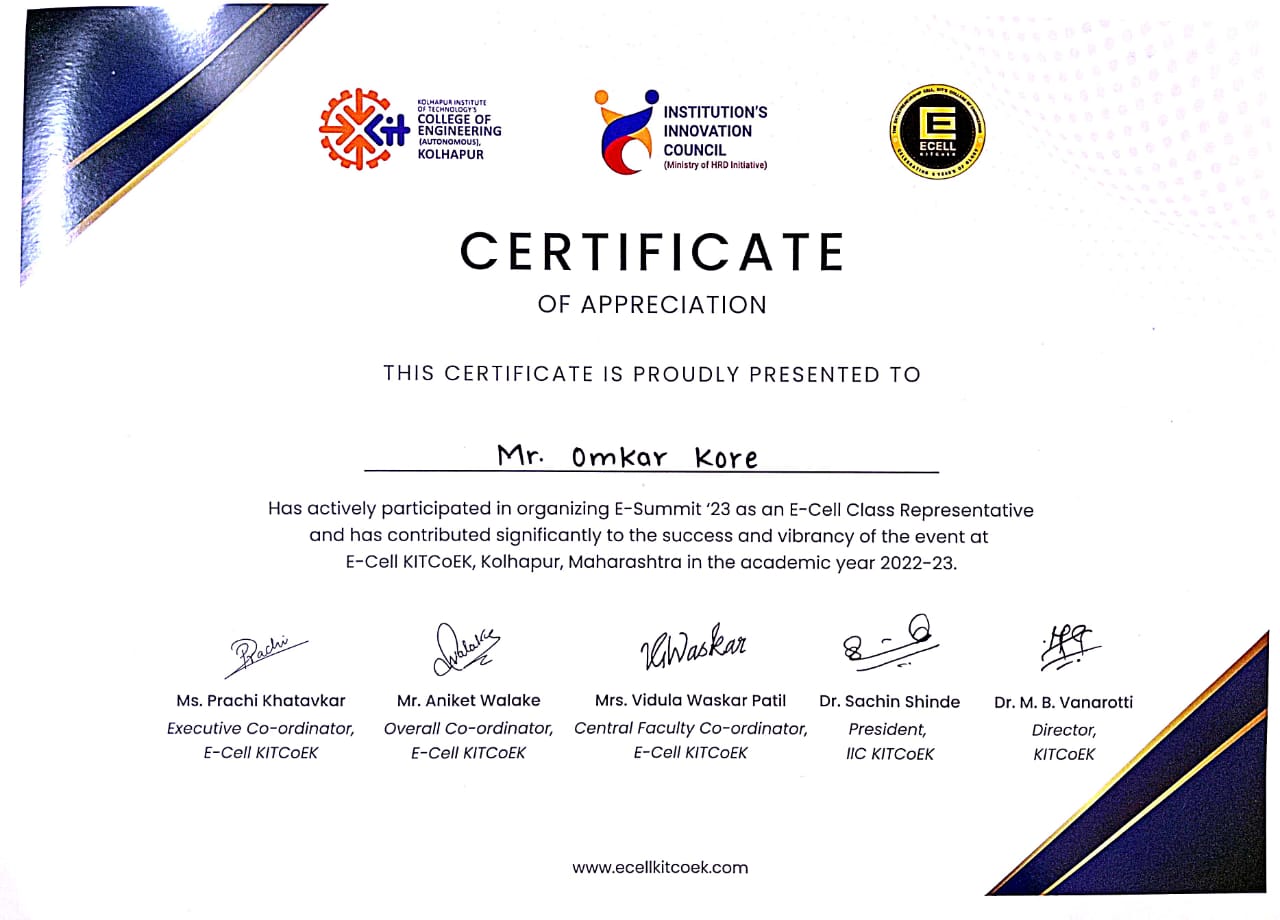 KOLHAPUR INSTITUTE
OF TECHNOLOGY'S
COLLEGE OF
ENGINEERING
(AUTONOMOUS),
KOLHAPUR
Kit
INSTITUTION'S
INNOVATION
COUNCIL
(Ministry of HRD Initiative)
E
ECELL
KITCOEK
CERTIFICATE
OF APPRECIATION
THIS CERTIFICATE IS PROUDLY PRESENTED TO
Mr. Omkar Kore
Has actively participated in organizing E-Summit ‘23 as an E-Cell Class Representative
and has contributed significantly to the success and vibrancy of the event at
E-Cell KITCoEK, Kolhapur, Maharashtra in the academic year 2022-23.
Prachi Walake VGWaskar
Ms. Prachi Khatavkar Mr. Aniket Walake Mrs. Vidula Waskar Patil Dr. Sachin Shinde Dr. M. B. Vanarotti
Executive Co-ordinator, Overall Co-ordinator, Central Faculty Co-ordinator, President, Director,
E-Cell KITCoEK E-Cell KITCoEK E-Cell KITCoEK IIC KITCoEK KITCoEK
www.ecellkitcoek.com